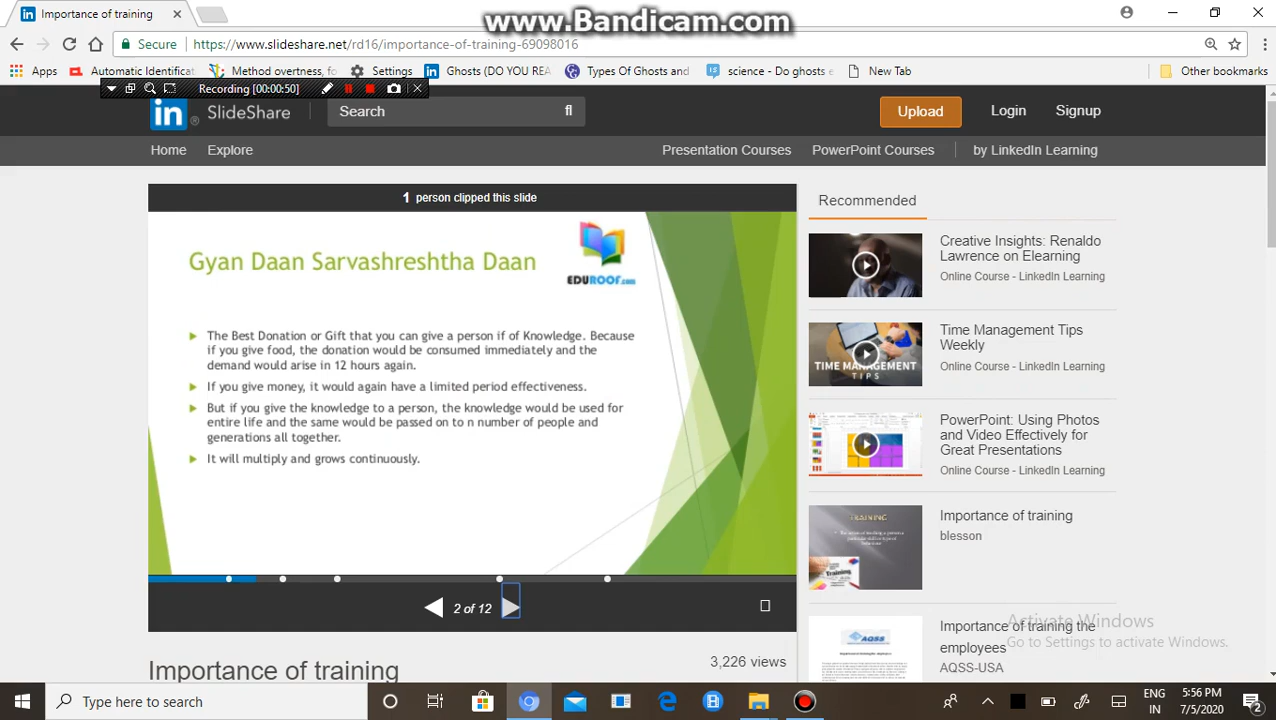 www.Bandicam.com
Importance of training
Secure
https://www.slideshare.net/rd16/importance-of-training-69098016
Apps
Automatic Identificat
Method overtness, fo
Settings
Ghosts (DO YOU REA
Types Of Ghosts and
science - Do ghosts e
New Tab
Other bookmarks
Recording [00:00:50]
in SlideShare
Search
Upload
Login
Signup
Home
Explore
Presentation Courses
PowerPoint Courses
by LinkedIn Learning
1 person clipped this slide
Gyan Daan Sarvashreshtha Daan
EDUROOF.com
The Best Donation or Gift that you can give a person if of Knowledge. Because
if you give food, the donation would be consumed immediately and the
demand would arise in 12 hours again.
If you give money, it would again have a limited period effectiveness.
But if you give the knowledge to a person, the knowledge would be used for
entire life and the same would be passed on to n number of people and
generations all together.
It will multiply and grows continuously.
2 of 12
Importance of training
3,226 views
Recommended
Creative Insights: Renaldo
Lawrence on Elearning
Online Course - LinkedIn Learning
TIME MANAGEMENT
TIPS
Time Management Tips
Weekly
Online Course - LinkedIn Learning
PowerPoint: Using Photos
and Video Effectively for
Great Presentations
Online Course - LinkedIn Learning
TRAINING
Training
Importance of training
blesson
AQSS
Importance of training the
employees
AQSS-USA
Activate Windows
Go to Settings to activate Windows.
Type here to search
ENG
IN
5:56 PM
7/5/2020
2